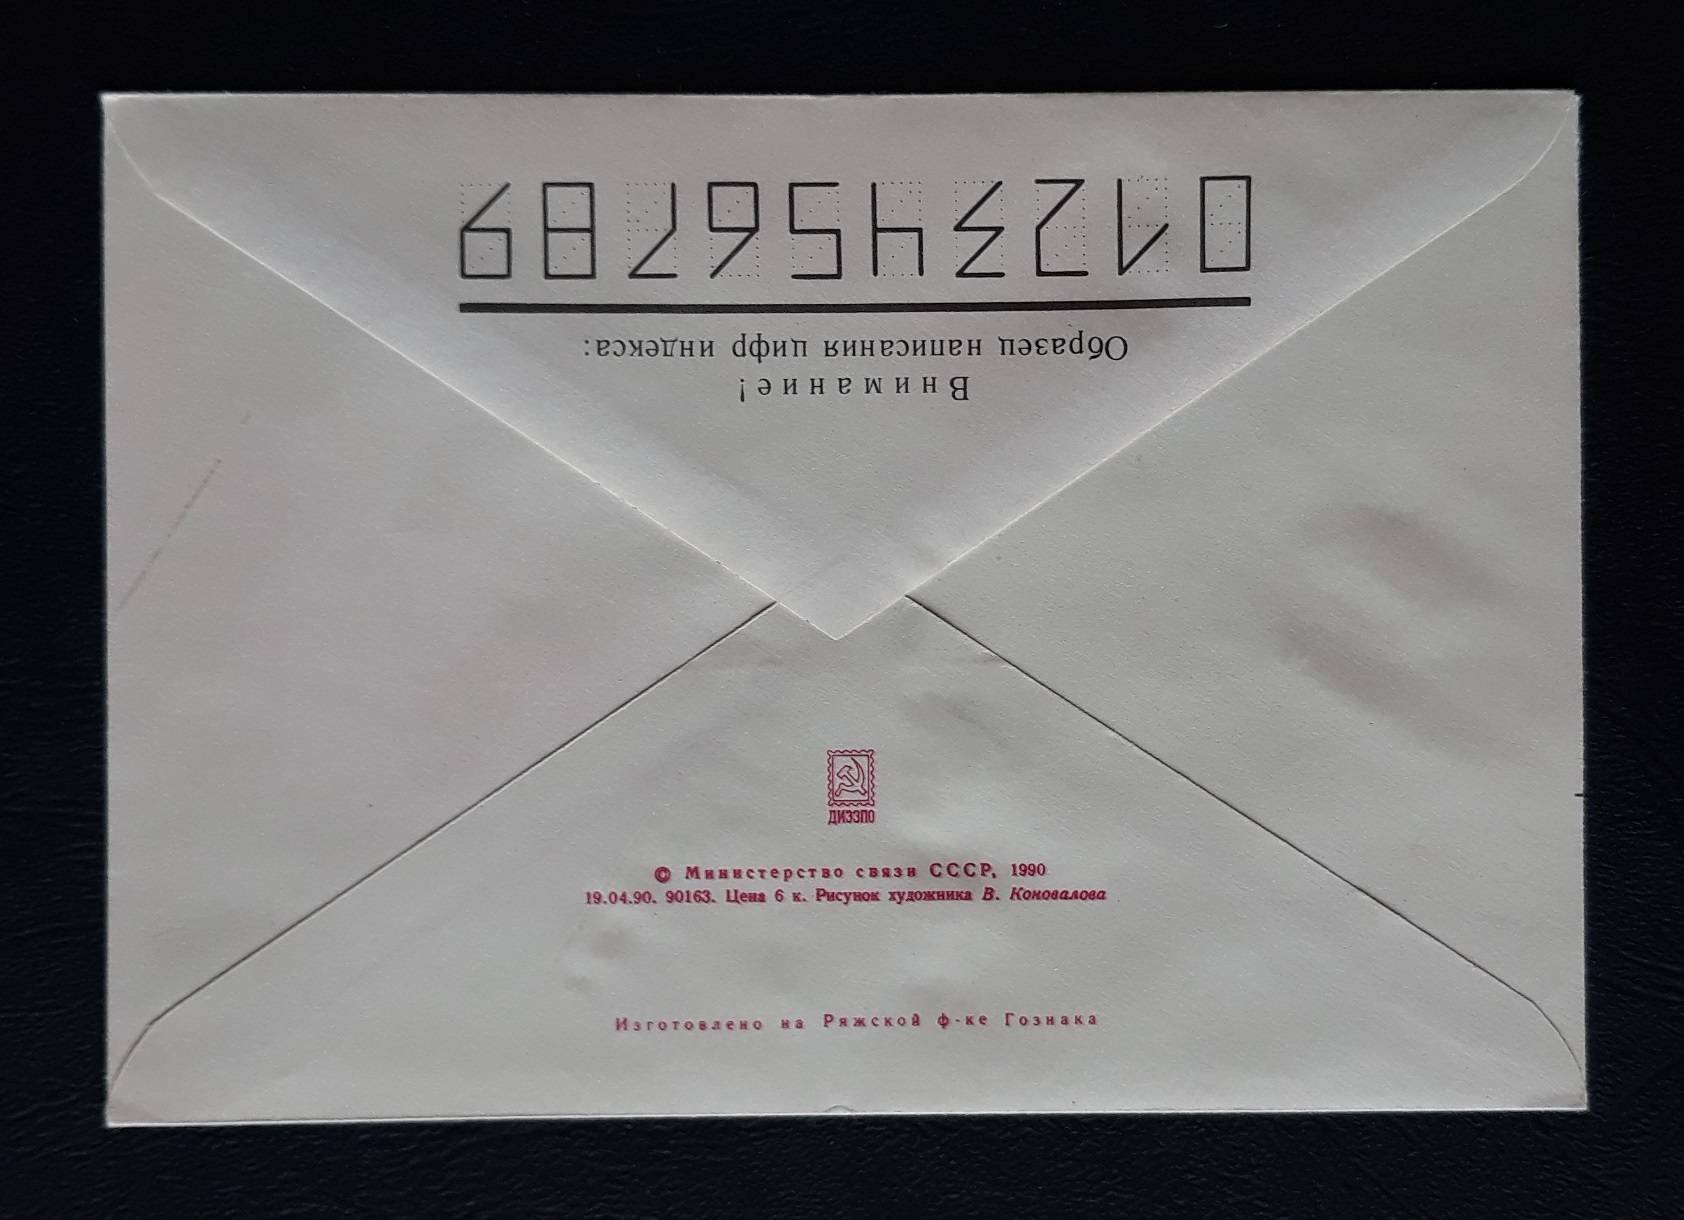 Внимание!
Образец написания цифр индекса:
0123456789
ДИЭЗПО
© Министерство связи СССР, 1990
19.04.90. 90163. Цена 6 к. Рисунок художника В. Коновалова
Изготовлено на Ряжской ф-ке Гознака